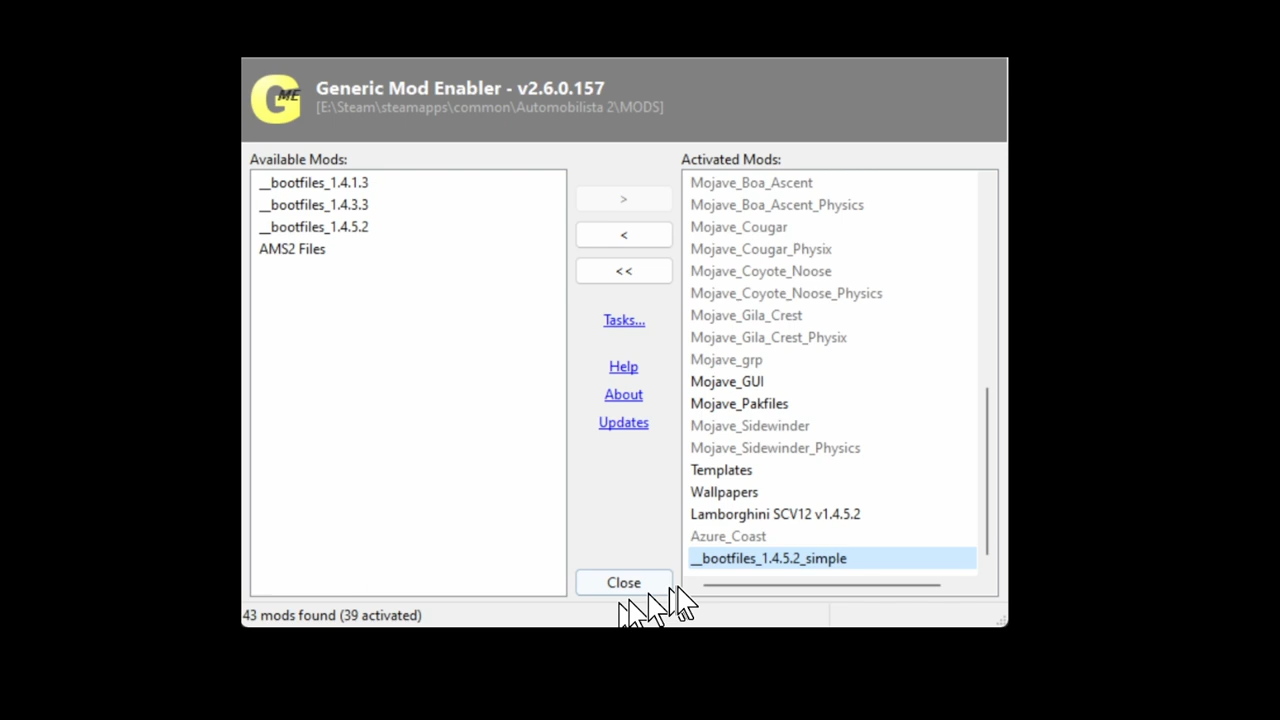 GME
Generic Mod Enabler - v2.6.0.157
[E:\Steam\steamapps\common\Automobilista 2\MODS]
Available Mods:
__bootfiles_1.4.1.3
__bootfiles_1.4.3.3
__bootfiles_1.4.5.2
AMS2 Files
>
<
<<
Tasks...
Help
About
Updates
Close
Activated Mods:
Mojave_Boa_Ascent
Mojave_Boa_Ascent_Physics
Mojave_Cougar
Mojave_Cougar_Physix
Mojave_Coyote_Noose
Mojave_Coyote_Noose_Physics
Mojave_Gila_Crest
Mojave_Gila_Crest_Physix
Mojave_grp
Mojave_GUI
Mojave_Pakfiles
Mojave_Sidewinder
Mojave_Sidewinder_Physics
Templates
Wallpapers
Lamborghini SCV12 v1.4.5.2
Azure_Coast
__bootfiles_1.4.5.2_simple
43 mods found (39 activated)